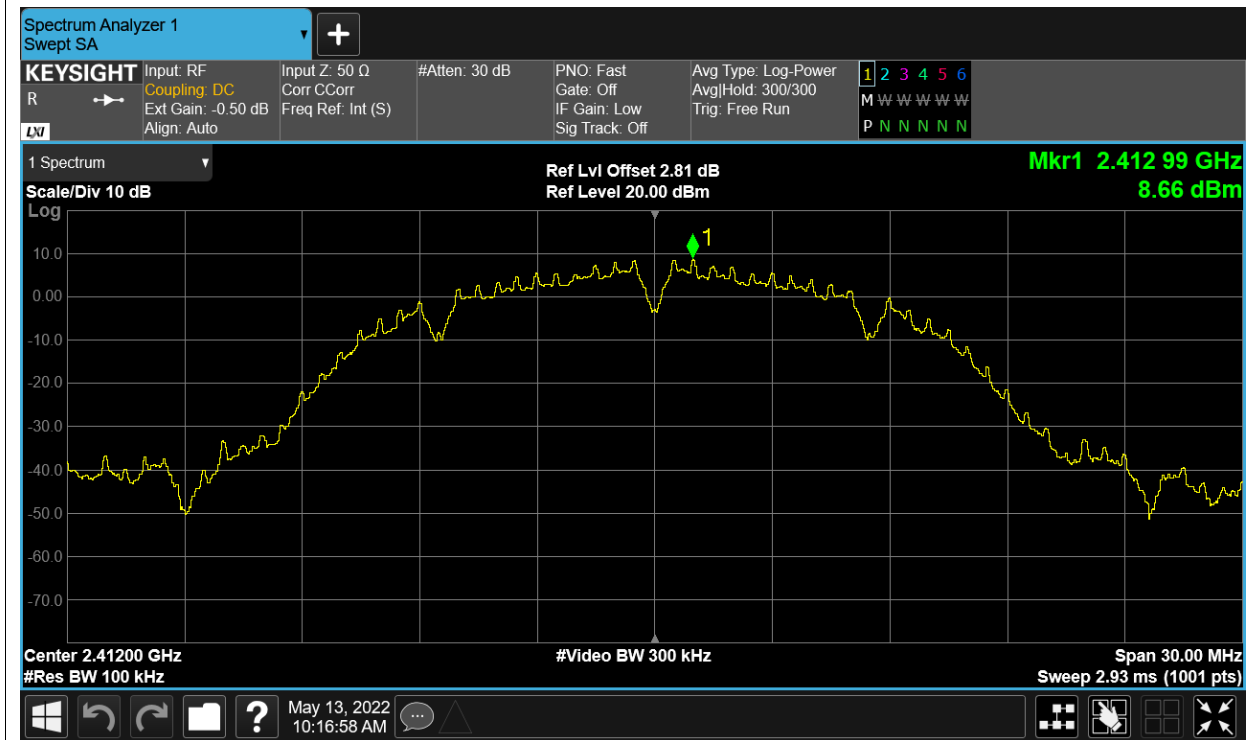 Spectrum Analyzer 1
Swept SA
KEYSIGHT
R
LXI
Input: RF
Coupling: DC
Ext Gain: -0.50 dB
Align: Auto
Input Z: 50 Ω
Corr CCorr
Freq Ref: Int (S)
#Atten: 30 dB
PNO: Fast
Gate: Off
IF Gain: Low
Sig Track: Off
Avg Type: Log-Power
Avg|Hold: 300/300
Trig: Free Run
1 2 3 4 5 6
M W W W W W
P N N N N N
1 Spectrum
Scale/Div 10 dB
Log
Ref Lvl Offset 2.81 dB
Ref Level 20.00 dBm
Mkr1 2.412 99 GHz
8.66 dBm
1
10.0
0.00
-10.0
-20.0
-30.0
-40.0
-50.0
-60.0
-70.0
Center 2.41200 GHz
#Res BW 100 kHz
#Video BW 300 kHz
Span 30.00 MHz
Sweep 2.93 ms (1001 pts)
?
May 13, 2022
10:16:58 AM